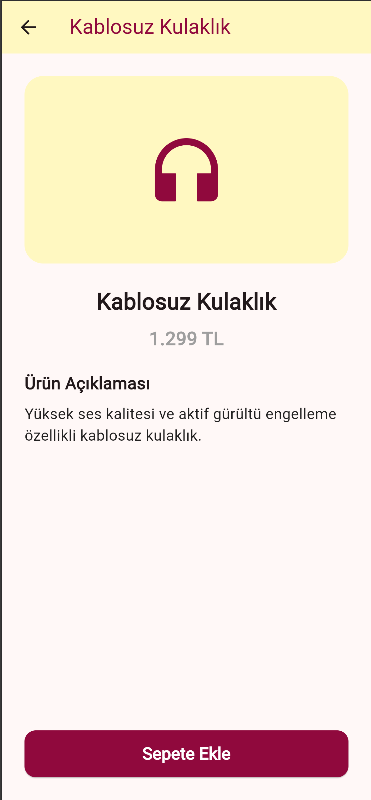 Kablosuz Kulaklık
Kablosuz Kulaklık
1.299 TL
Ürün Açıklaması
Yüksek ses kalitesi ve aktif gürültü engelleme
özellikli kablosuz kulaklık.
Sepete Ekle